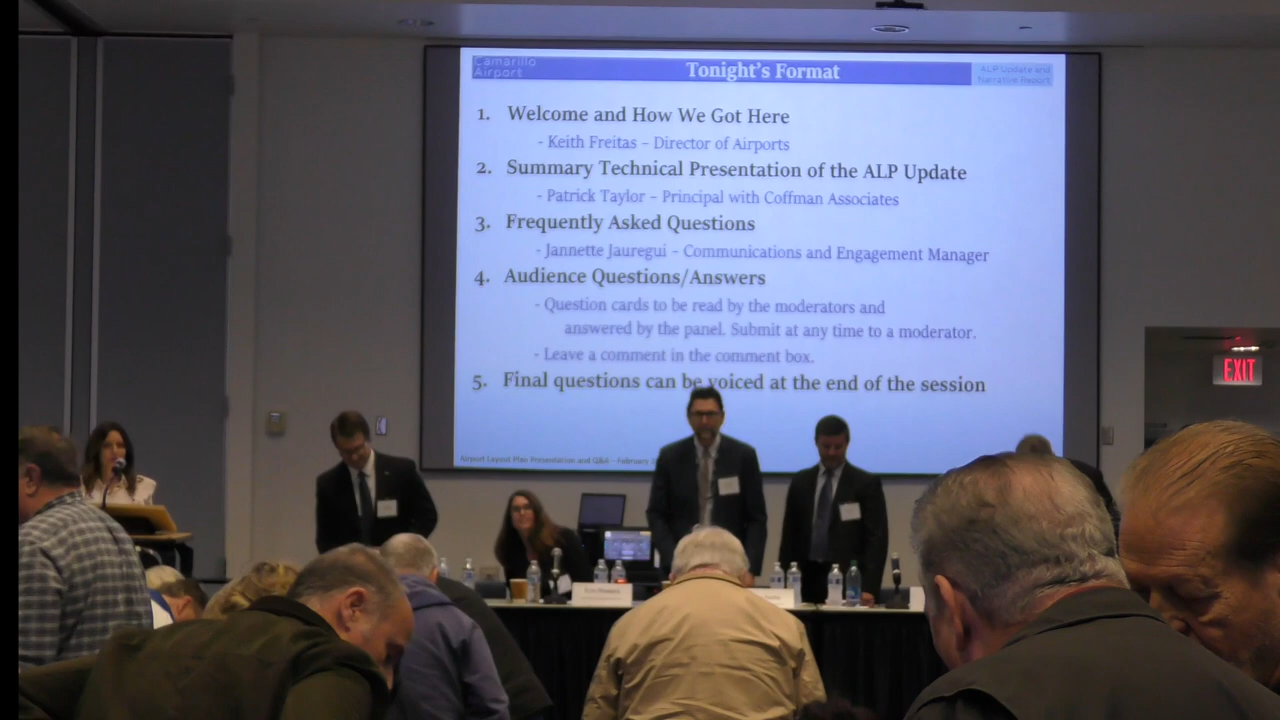 Camarillo
Airport
Tonight's Format
ALP Update and
Narrative Report
1. Welcome and How We Got Here
- Keith Freitas – Director of Airports
2. Summary Technical Presentation of the ALP Update
- Patrick Taylor – Principal with Coffman Associates
3. Frequently Asked Questions
- Jannette Jauregui – Communications and Engagement Manager
4. Audience Questions/Answers
- Question cards to be read by the moderators and
answered by the panel. Submit at any time to a moderator.
- Leave a comment in the comment box.
5. Final questions can be voiced at the end of the session
Airport Layout Plan Presentation and Q&A – February
EXIT